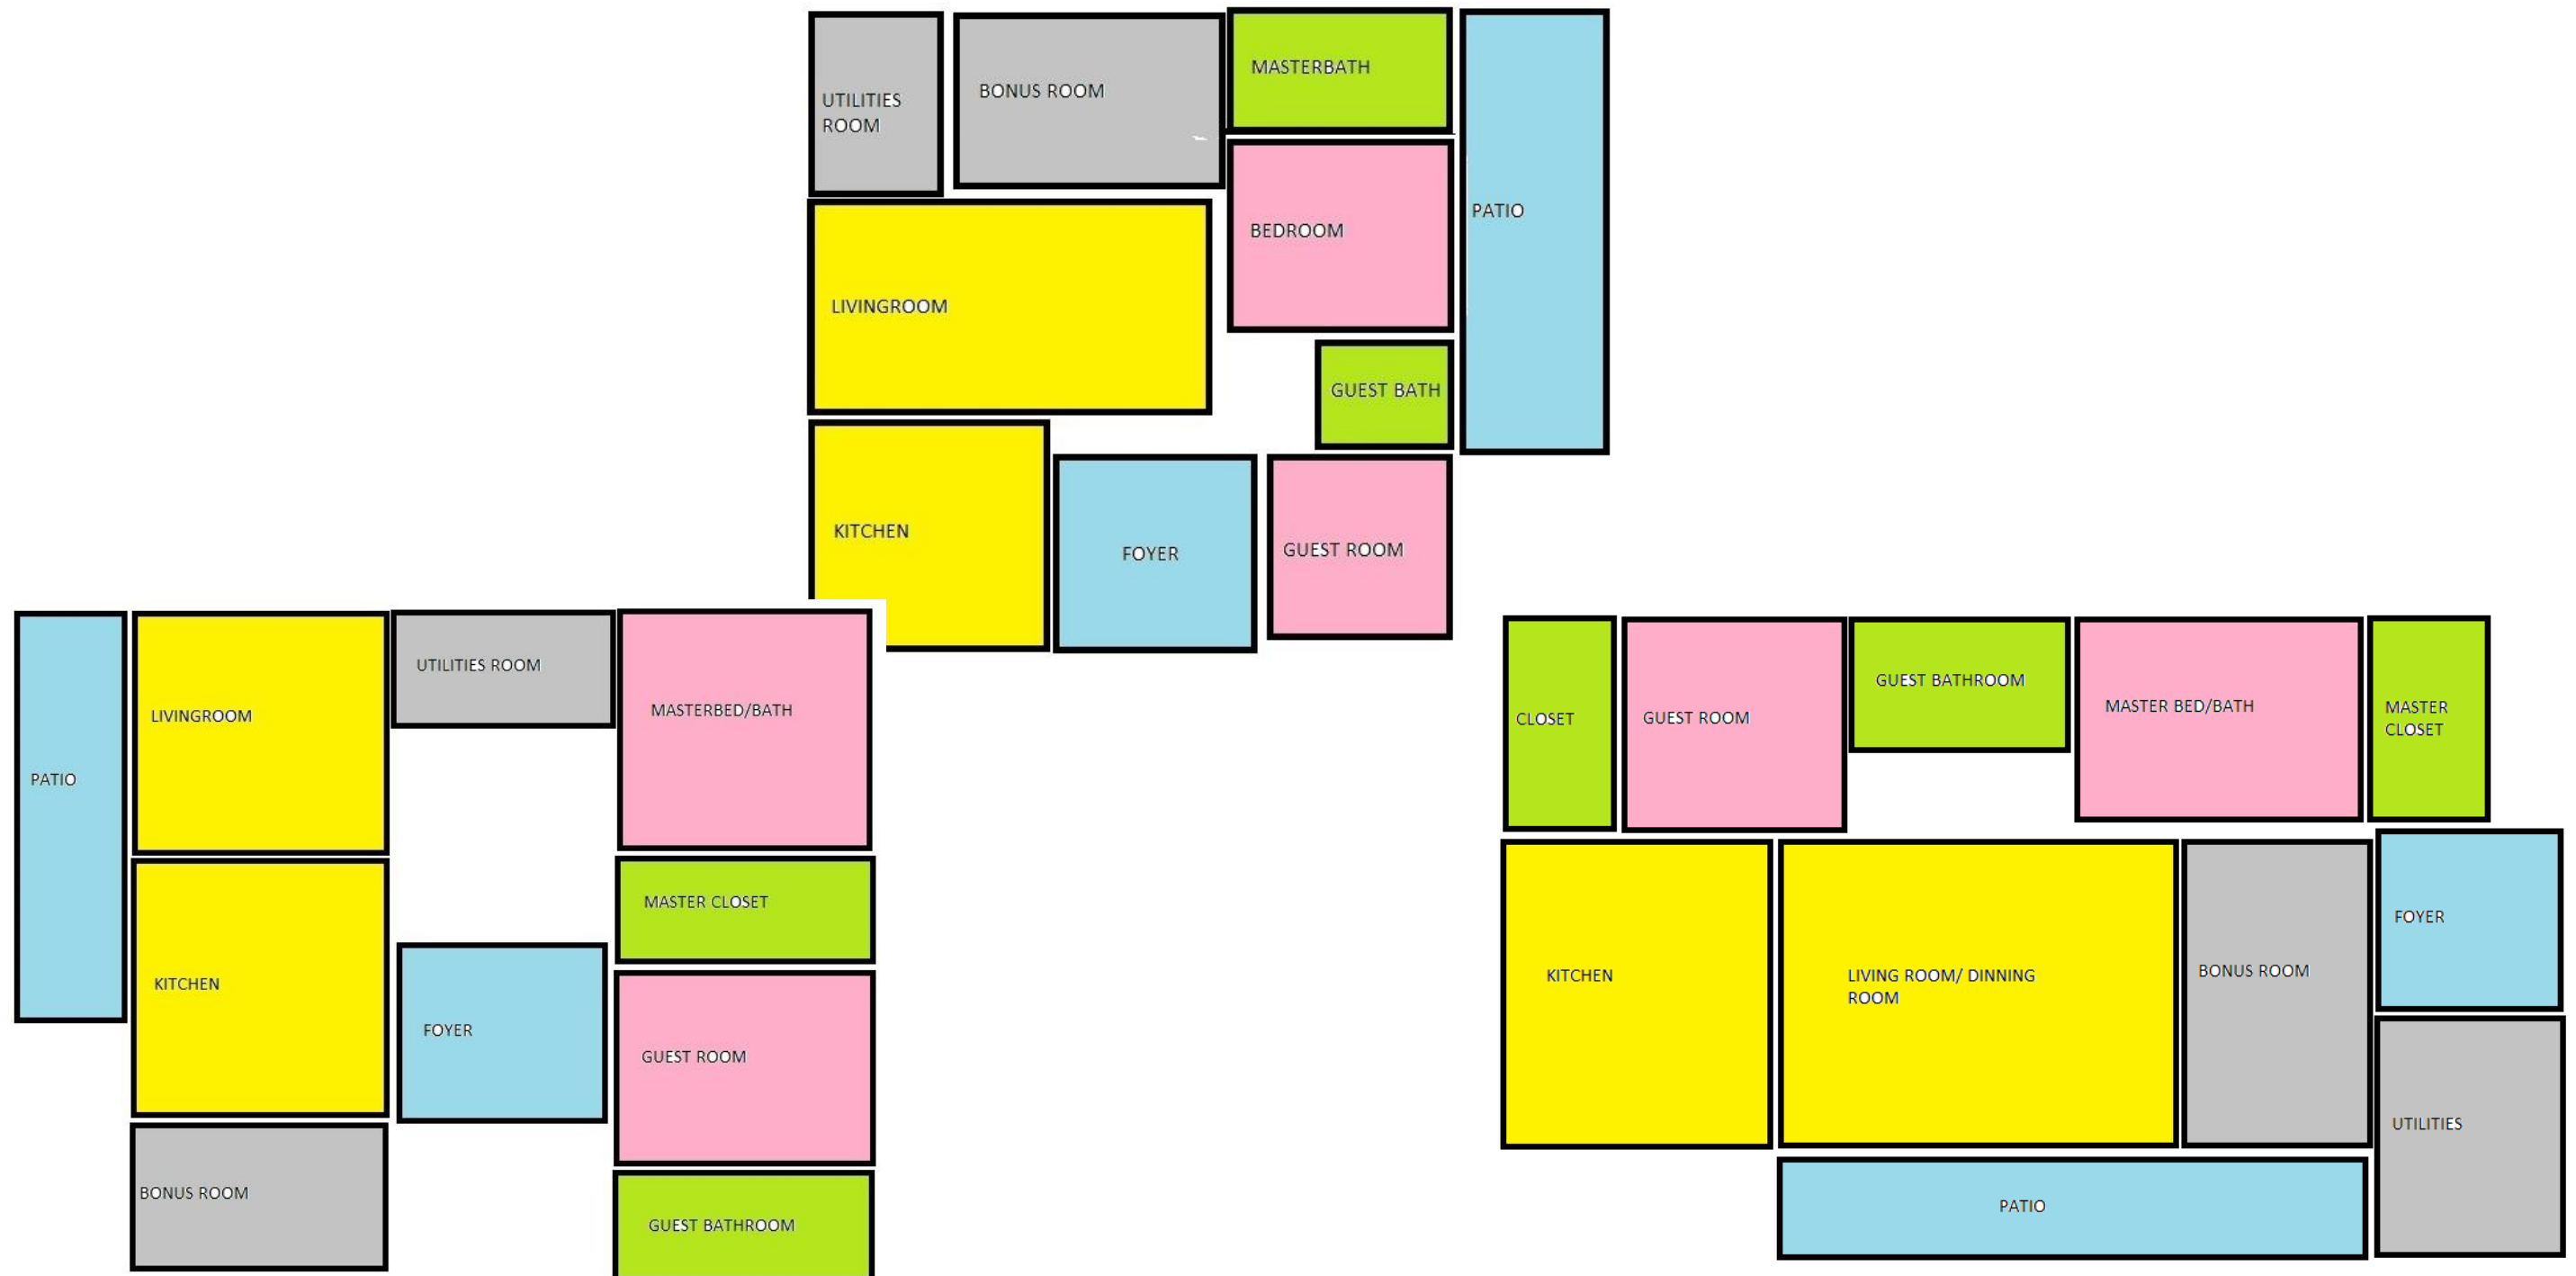 UTILITIES
ROOM
BONUS ROOM
MASTERBATH
PATIO
BEDROOM
LIVINGROOM
GUEST BATH
KITCHEN
FOYER
GUEST ROOM
PATIO
LIVINGROOM
UTILITIES ROOM
MASTERBED/BATH
MASTER CLOSET
KITCHEN
FOYER
GUEST ROOM
BONUS ROOM
GUEST BATHROOM
CLOSET
GUEST ROOM
GUEST BATHROOM
MASTER BED/BATH
MASTER
CLOSET
KITCHEN
LIVING ROOM/ DINNING
ROOM
BONUS ROOM
FOYER
UTILITIES
PATIO